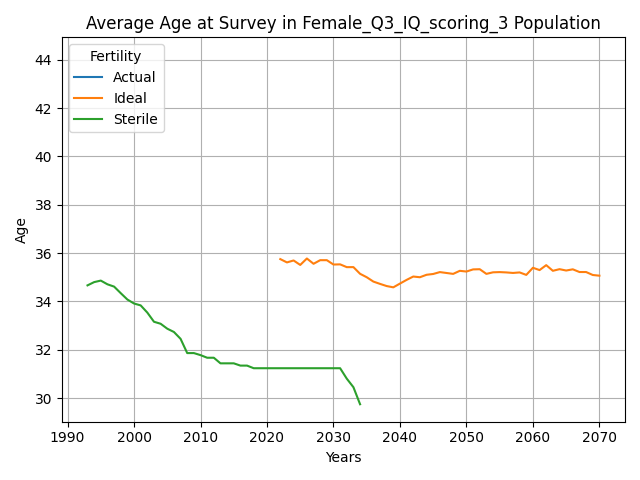 Average Age at Survey in Female_Q3_IQ_scoring_3 Population
Fertility
Actual
Ideal
Sterile
Age
44
42
40
38
36
34
32
30
1990 2000 2010 2020 2030 2040 2050 2060 2070
Years